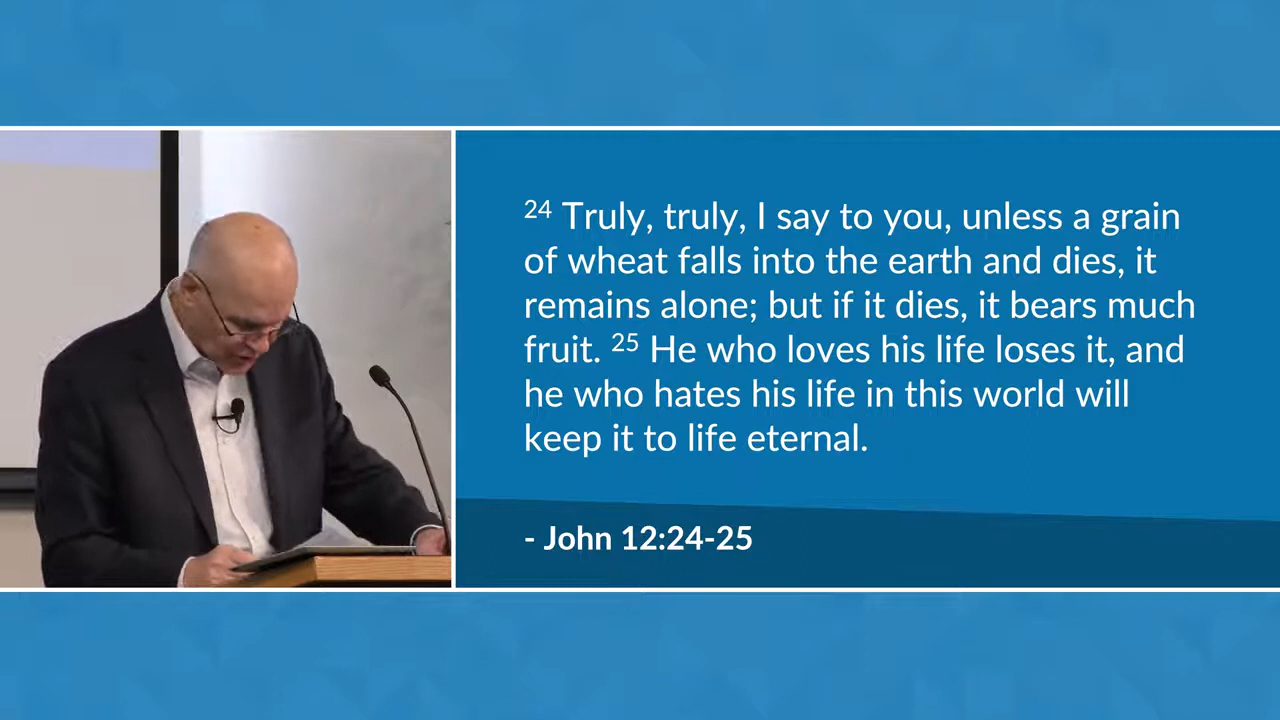 24 Truly, truly, I say to you, unless a grain
of wheat falls into the earth and dies, it
remains alone; but if it dies, it bears much
fruit. 25 He who loves his life loses it, and
he who hates his life in this world will
keep it to life eternal.
- John 12:24-25